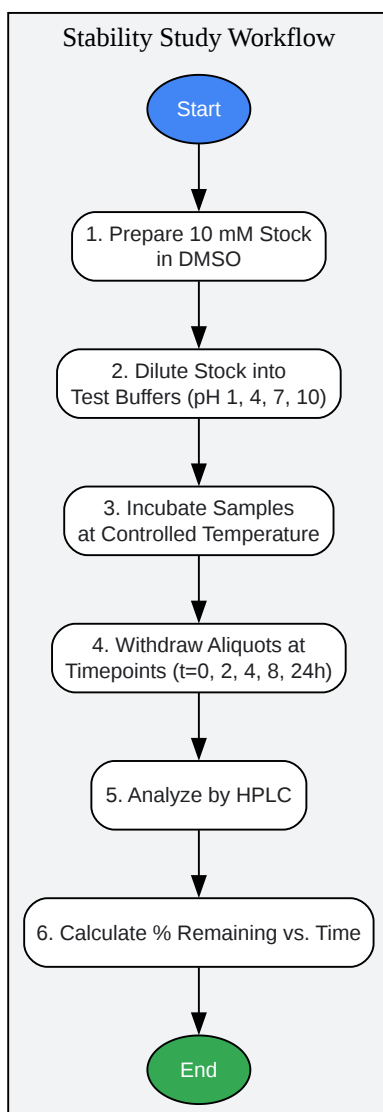 Stability Study Workflow
Start
1. Prepare 10 mM Stock
in DMSO
2. Dilute Stock into
Test Buffers (pH 1, 4, 7, 10)
3. Incubate Samples
at Controlled Temperature
4. Withdraw Aliquots at
Timepoints (t=0, 2, 4, 8, 24h)
5. Analyze by HPLC
6. Calculate % Remaining vs. Time
End